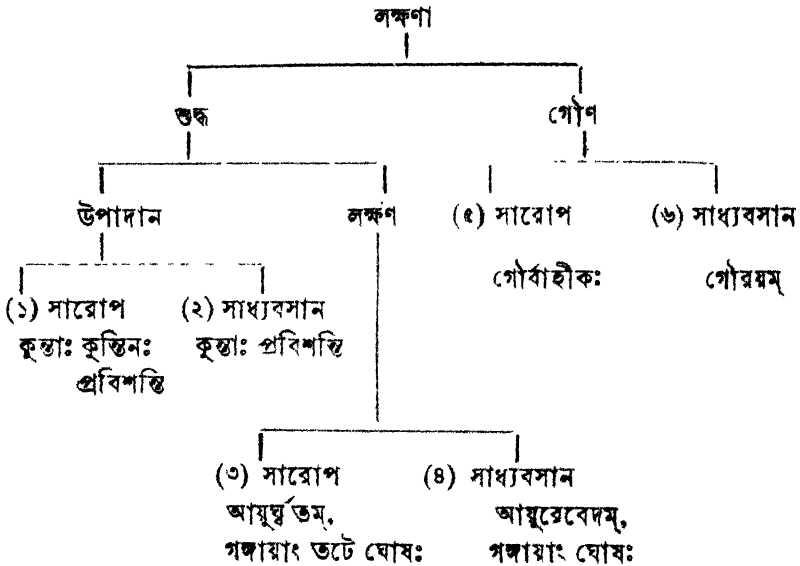 লক্ষণা
শুদ্ধ গৌণ
উপাদান লক্ষণ (৫) সারোপ (৬) সাধ্যবসান
গৌর্বাহীকঃ গৌরয়ম্
(১) সারোপ (২) সাধ্যবসান
কুন্তাঃ কুন্তিনঃ কুন্তাঃ প্রবিশন্তি
প্রবিশন্তি
(৩) সারোপ (৪) সাধ্যবসান
আয়ুর্ঘৃতম্, আয়ুরেবেদম্,
গঙ্গায়াং তটে ঘোষঃ গঙ্গায়াং ঘোষঃ